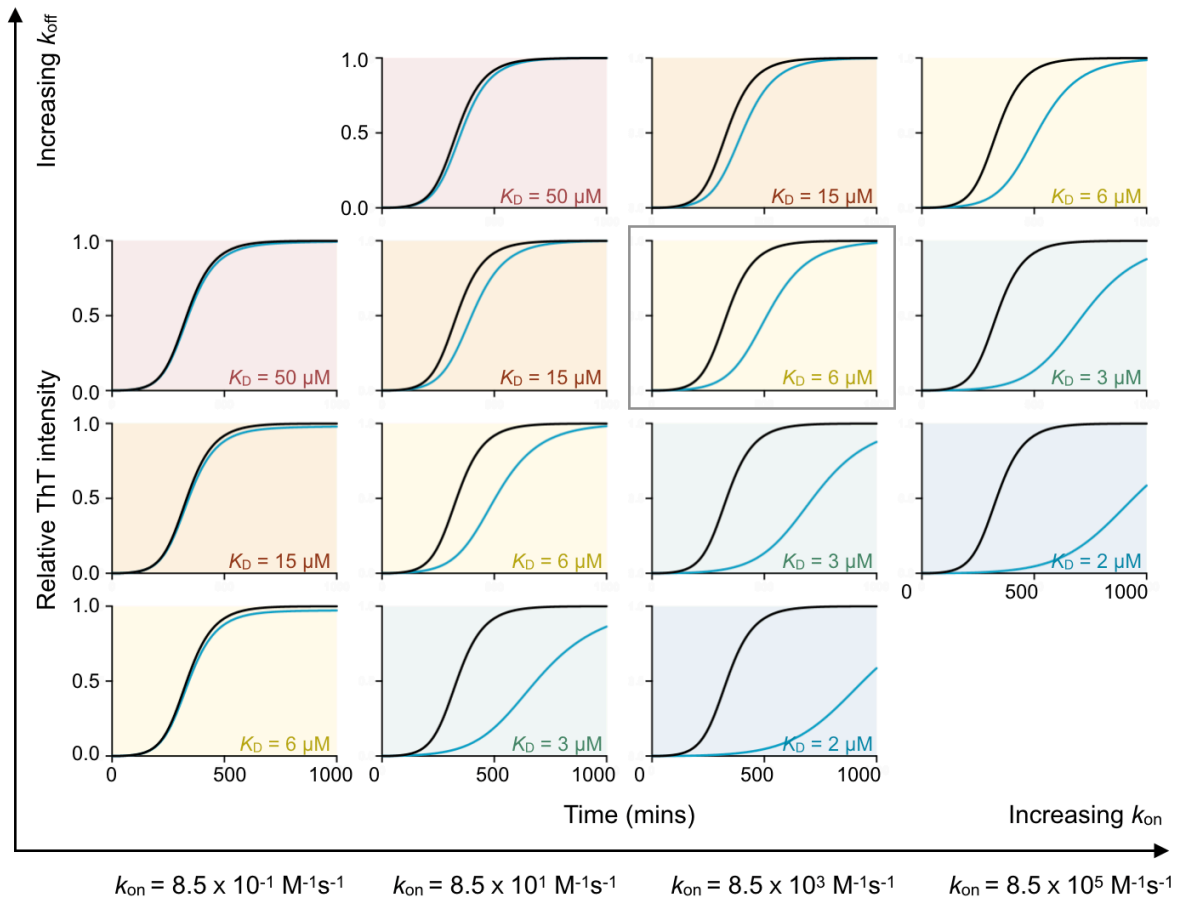 Increasing koff
Relative ThT intensity
1.0
0.5
0.0
KD = 50 µM
KD = 15 µM
KD = 6 µM
1.0
0.5
0.0
KD = 50 µM
KD = 15 µM
KD = 6 µM
KD = 3 µM
1.0
0.5
0.0
KD = 15 µM
KD = 6 µM
KD = 3 µM
KD = 2 µM
0 500 1000
1.0
0.5
0.0
KD = 6 µM
KD = 3 µM
KD = 2 µM
0 500 1000
0 500 1000
0 500 1000
Time (mins)
Increasing kon
kon = 8.5 x 10⁻¹ M⁻¹s⁻¹
kon = 8.5 x 10¹ M⁻¹s⁻¹
kon = 8.5 x 10³ M⁻¹s⁻¹
kon = 8.5 x 10⁵ M⁻¹s⁻¹